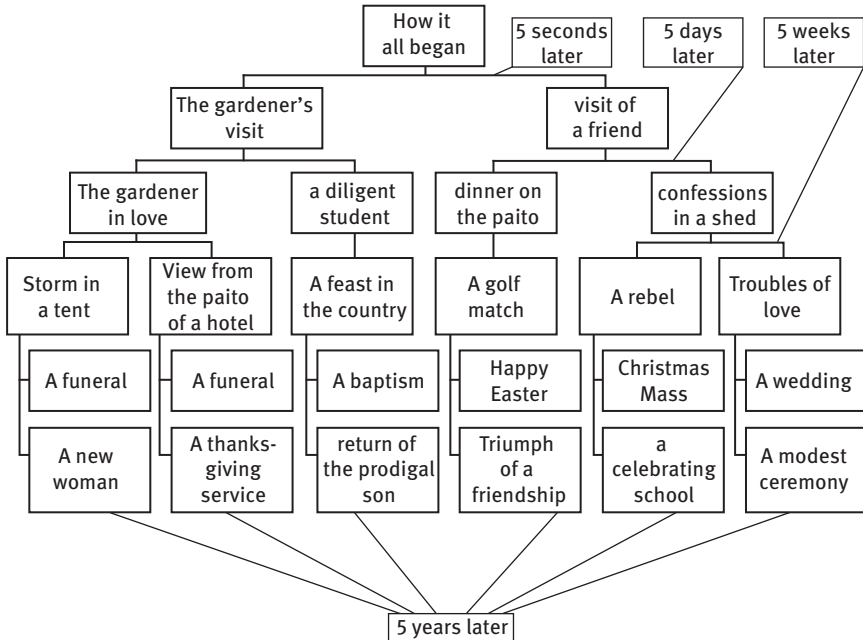 How it
all began
5 seconds
later
5 days
later
5 weeks
later
The gardener’s
visit
visit of
a friend
The gardener
in love
a diligent
student
dinner on
the paito
confessions
in a shed
Storm in
a tent
View from
the paito
of a hotel
A feast in
the country
A golf
match
A rebel
Troubles of
love
A funeral
A funeral
A baptism
Happy
Easter
Christmas
Mass
A wedding
A new
woman
A thanks-
giving
service
return of
the prodigal
son
Triumph
of a
friendship
a
celebrating
school
A modest
ceremony
5 years later